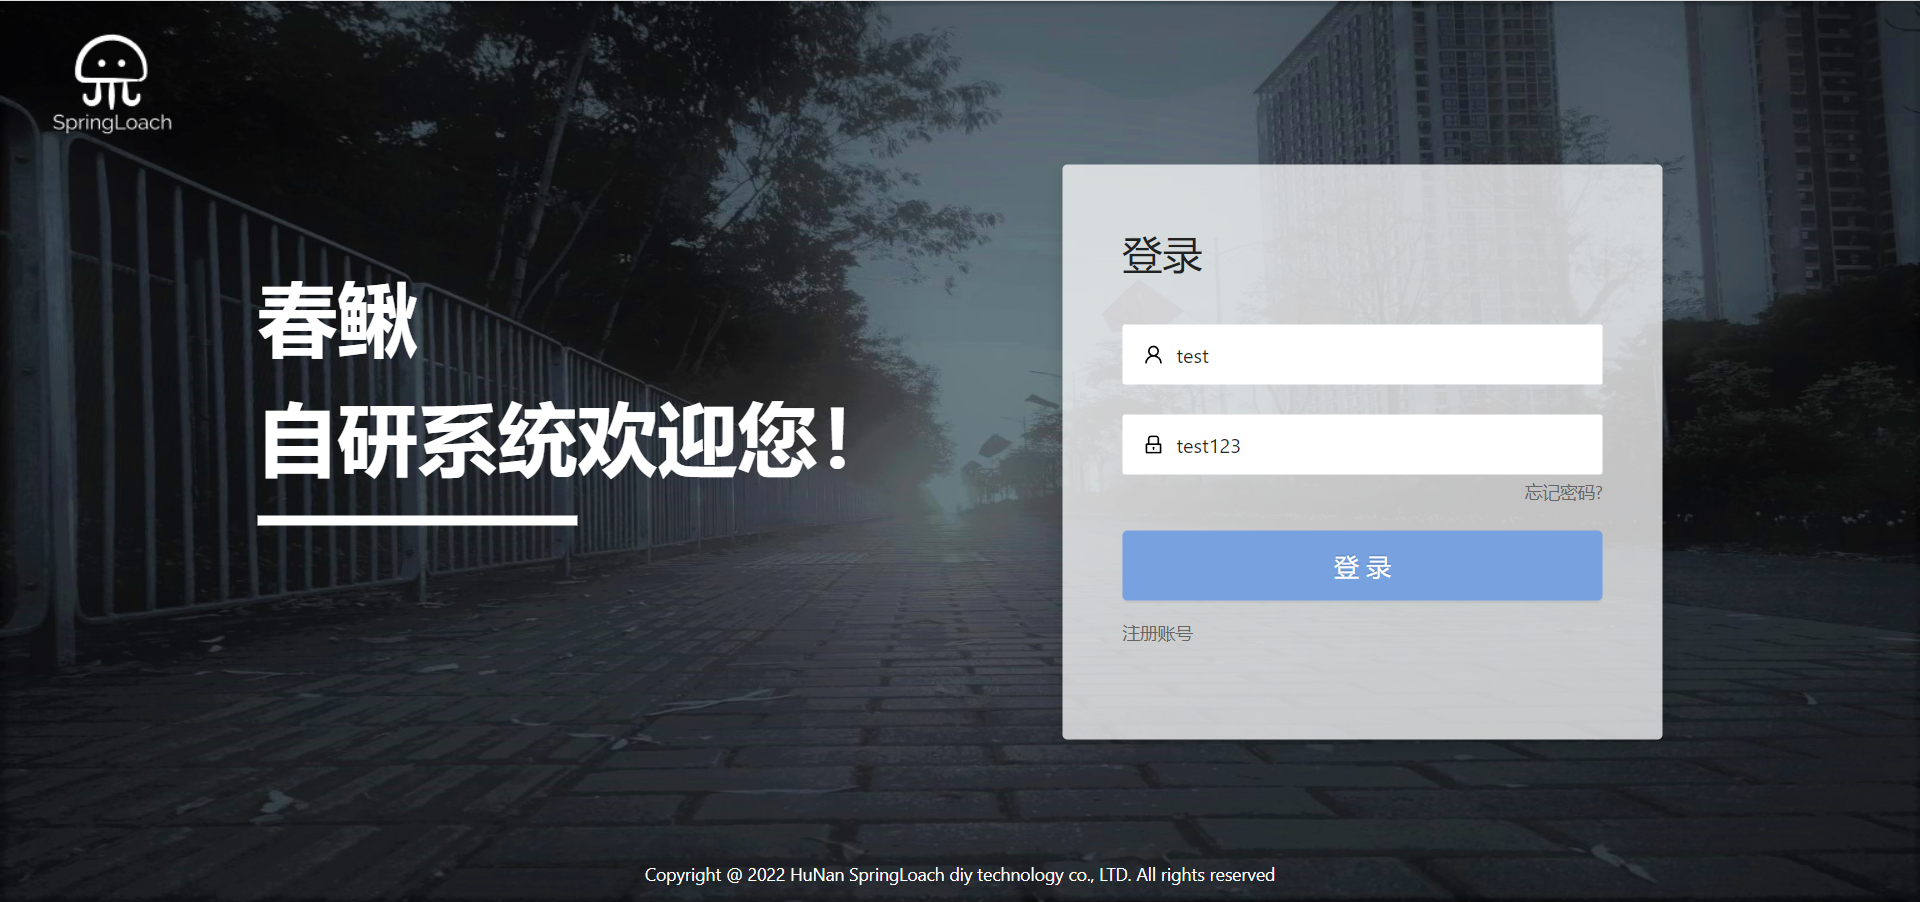 SpringLoach
春鳅
自研系统欢迎您！
登录
test
test123
忘记密码?
登 录
注册账号
Copyright @ 2022 HuNan SpringLoach diy technology co., LTD. All rights reserved